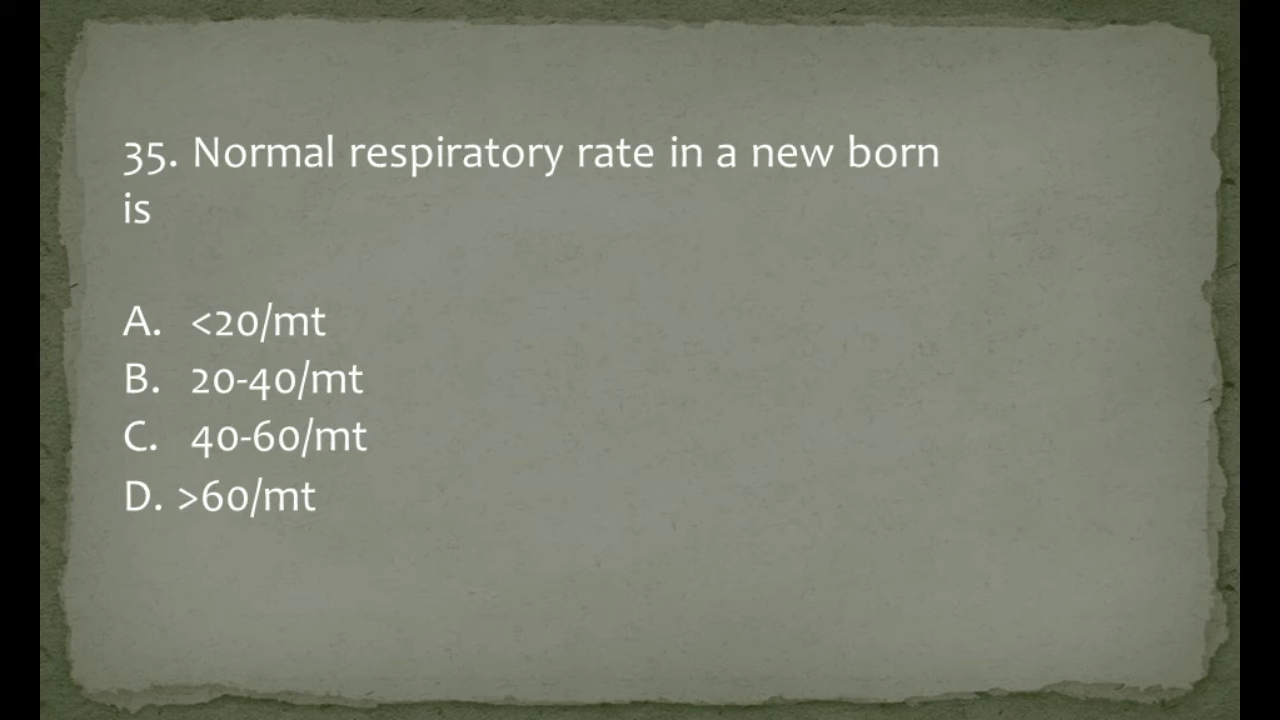 35. Normal respiratory rate in a new born
is
A. <20/mt
B. 20-40/mt
C. 40-60/mt
D. >60/mt